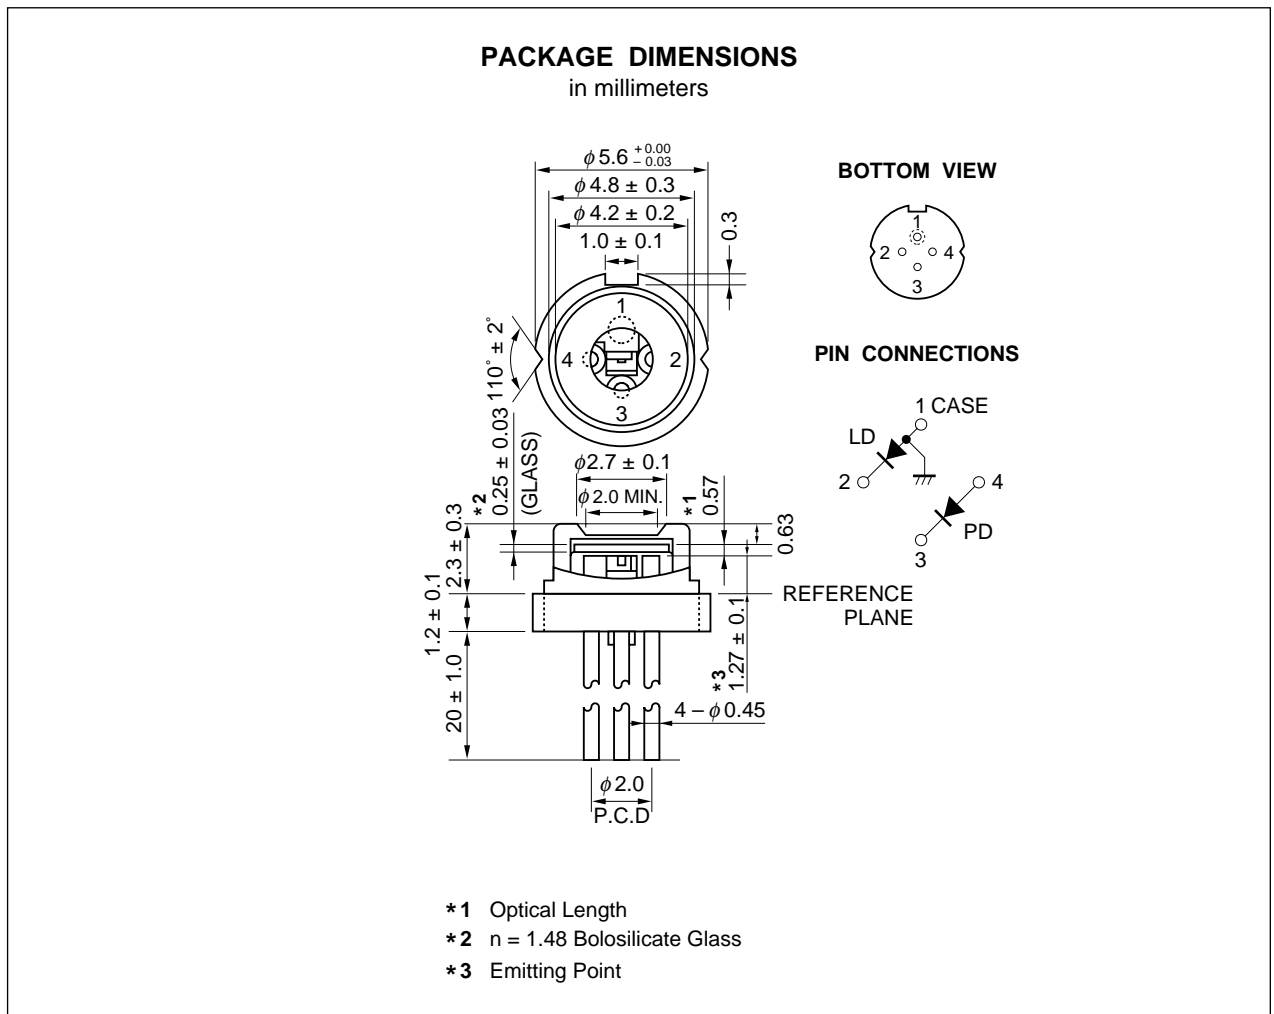 PACKAGE DIMENSIONS
in millimeters
ϕ5.6 +0.00 −0.03
ϕ4.8 ± 0.3
ϕ4.2 ± 0.2
1.0 ± 0.1
0.3
110° ± 2°
1
4
2
3
BOTTOM VIEW
1
2
4
3
PIN CONNECTIONS
1 CASE
LD
2
4
PD
3
*2
0.25 ± 0.03
(GLASS)
ϕ2.7 ± 0.1
ϕ2.0 MIN.
*1
0.57
0.63
2.3 ± 0.3
1.2 ± 0.1
20 ± 1.0
REFERENCE
PLANE
*3
1.27 ± 0.1
4 – ϕ0.45
ϕ2.0
P.C.D
*1 Optical Length
*2 n = 1.48 Bolosilicate Glass
*3 Emitting Point